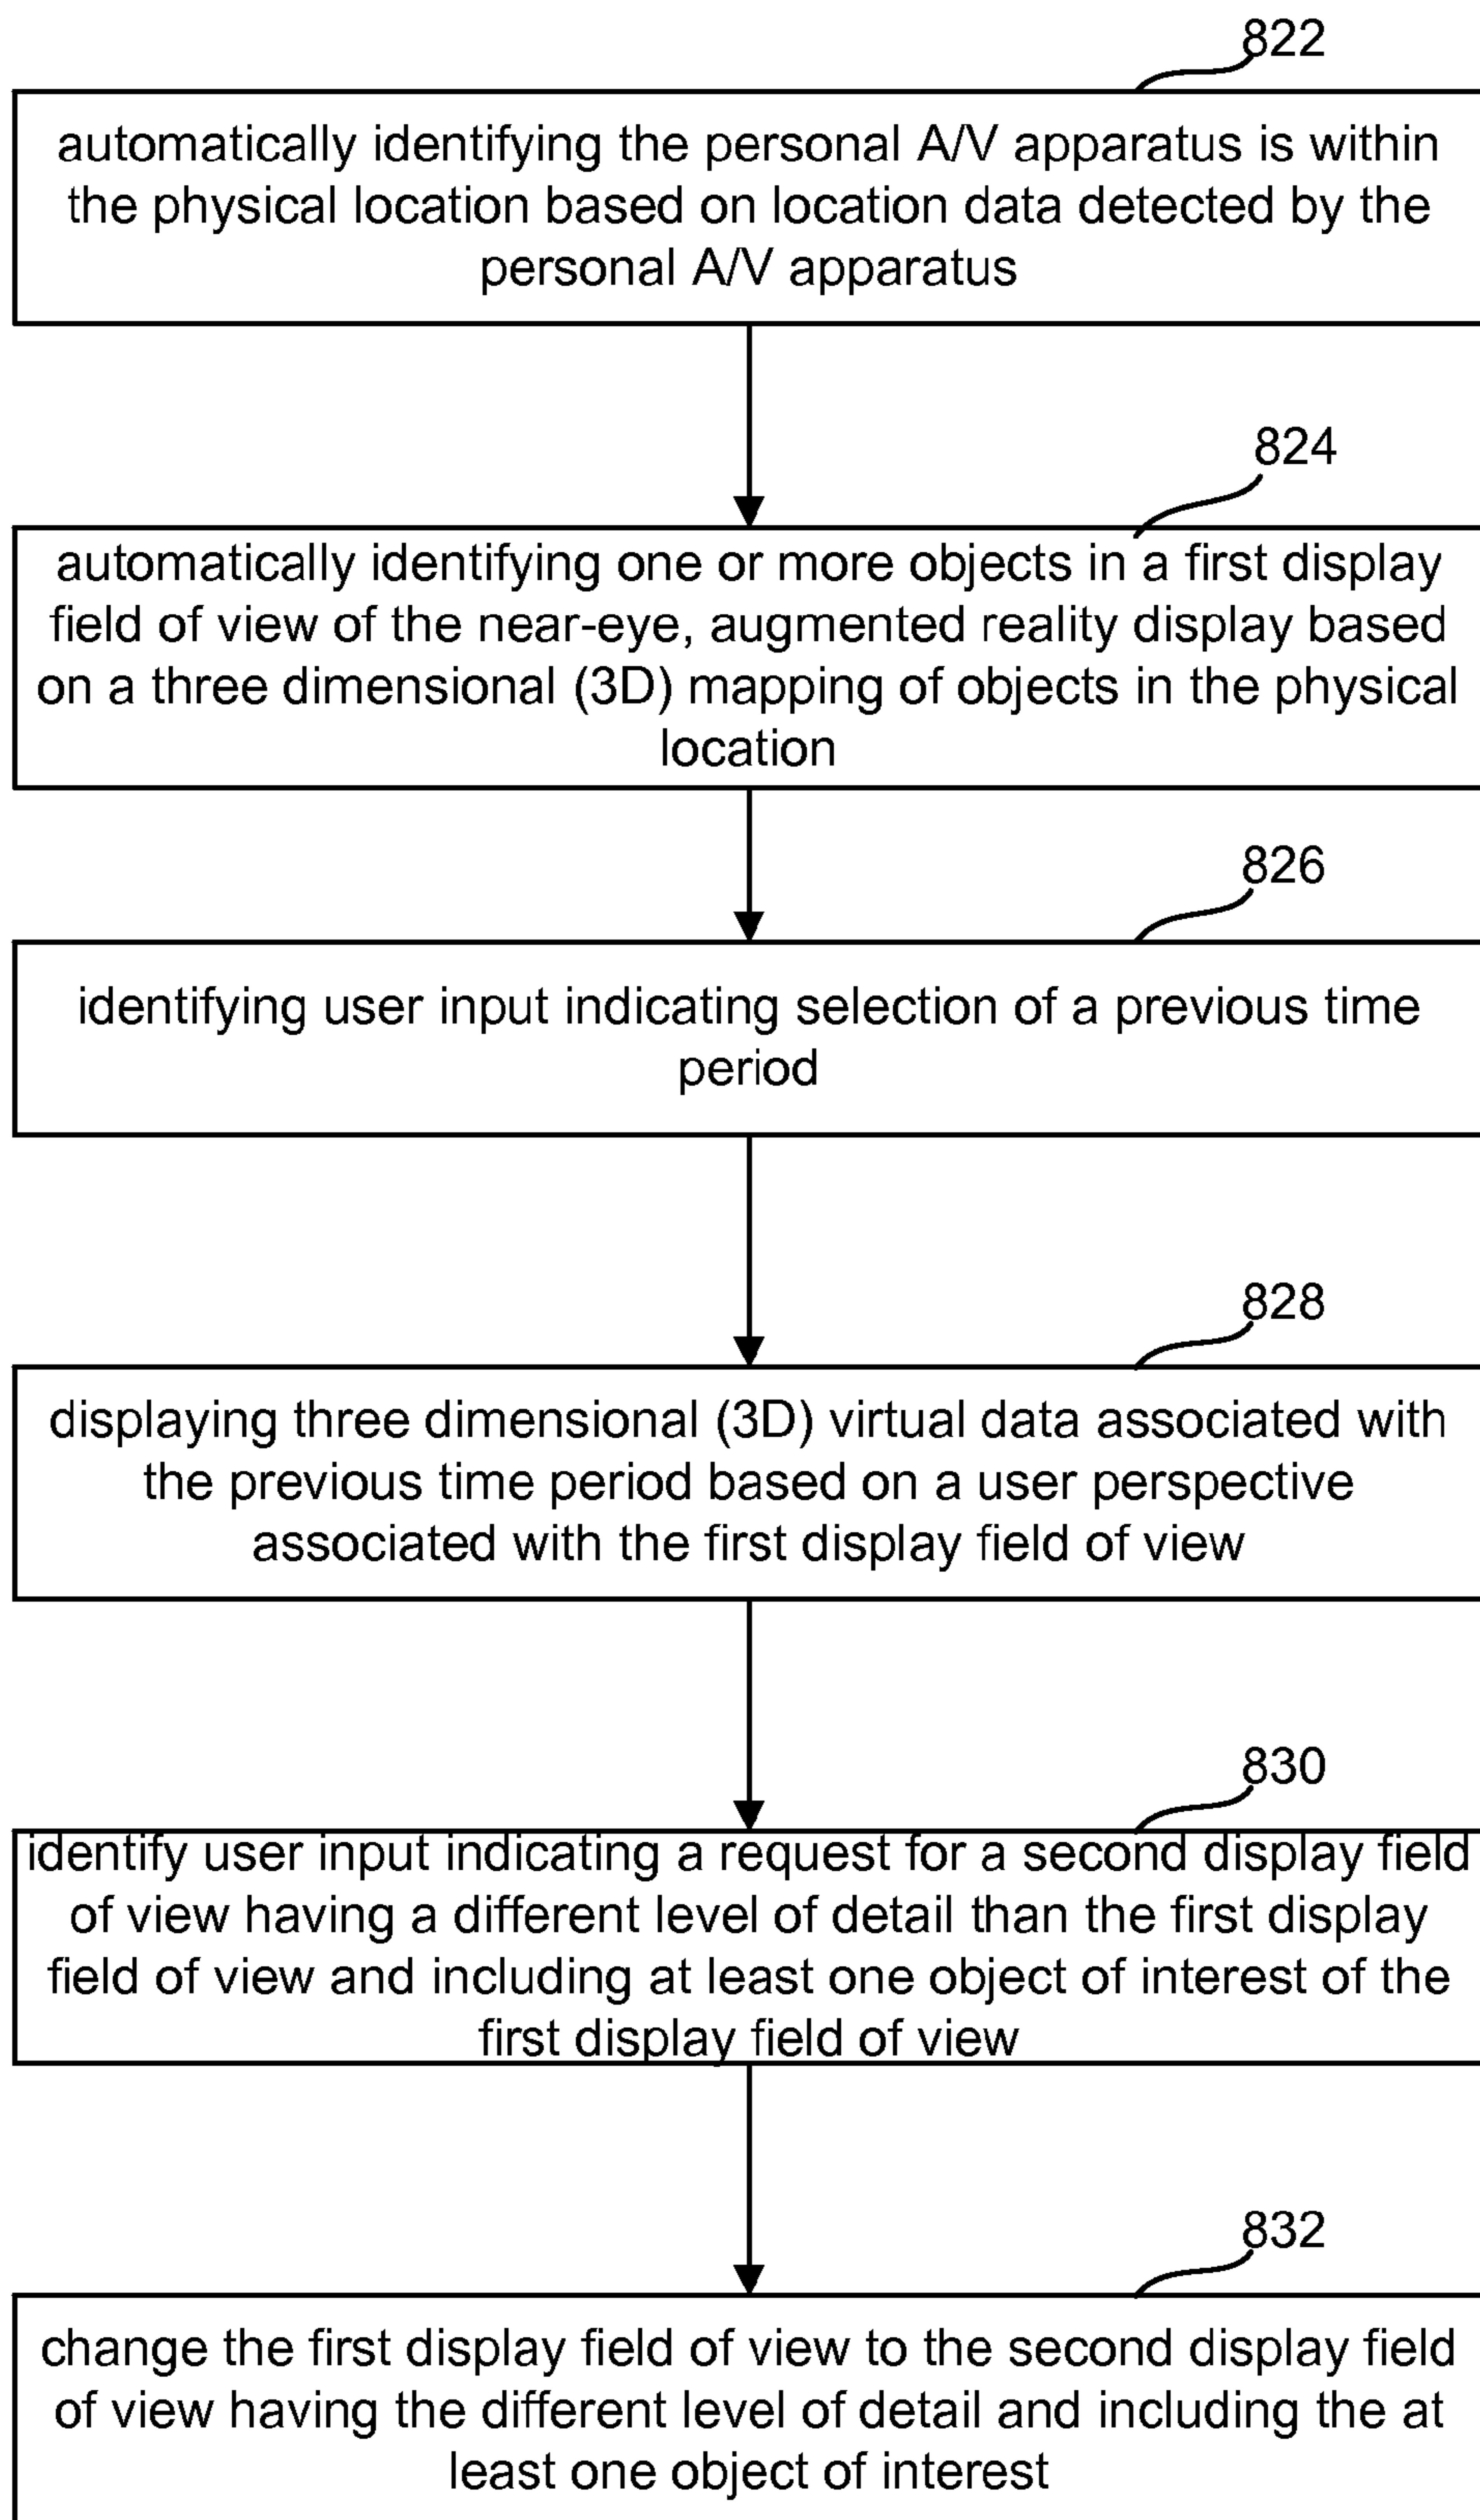 822
automatically identifying the personal A/V apparatus is within
the physical location based on location data detected by the
personal A/V apparatus
824
automatically identifying one or more objects in a first display
field of view of the near-eye, augmented reality display based
on a three dimensional (3D) mapping of objects in the physical
location
826
identifying user input indicating selection of a previous time
period
828
displaying three dimensional (3D) virtual data associated with
the previous time period based on a user perspective
associated with the first display field of view
830
identify user input indicating a request for a second display field
of view having a different level of detail than the first display
field of view and including at least one object of interest of the
first display field of view
832
change the first display field of view to the second display field
of view having the different level of detail and including the at
least one object of interest